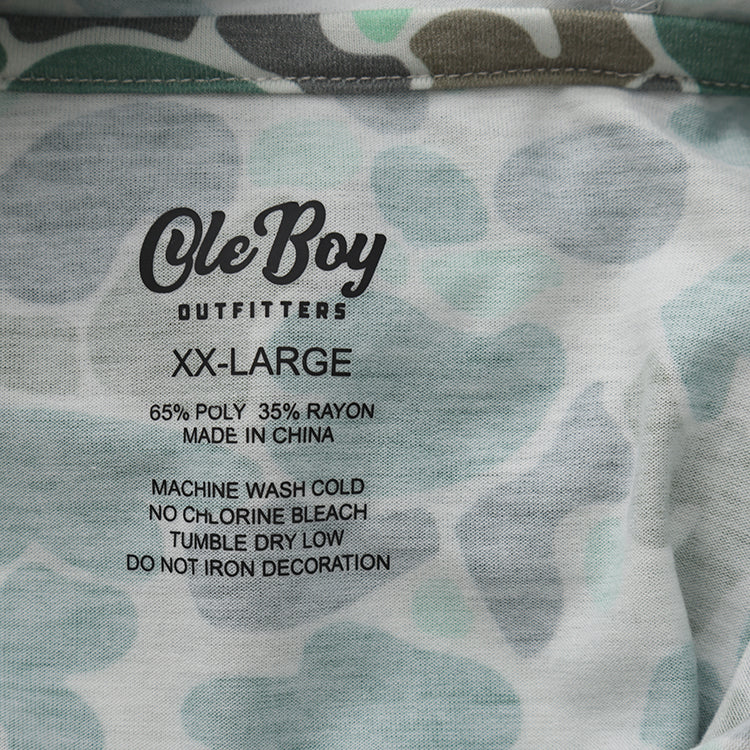 Ole Boy
OUTFITTERS
XX-LARGE
65% POLY 35% RAYON
MADE IN CHINA
MACHINE WASH COLD
NO CHLORINE BLEACH
TUMBLE DRY LOW
DO NOT IRON DECORATION